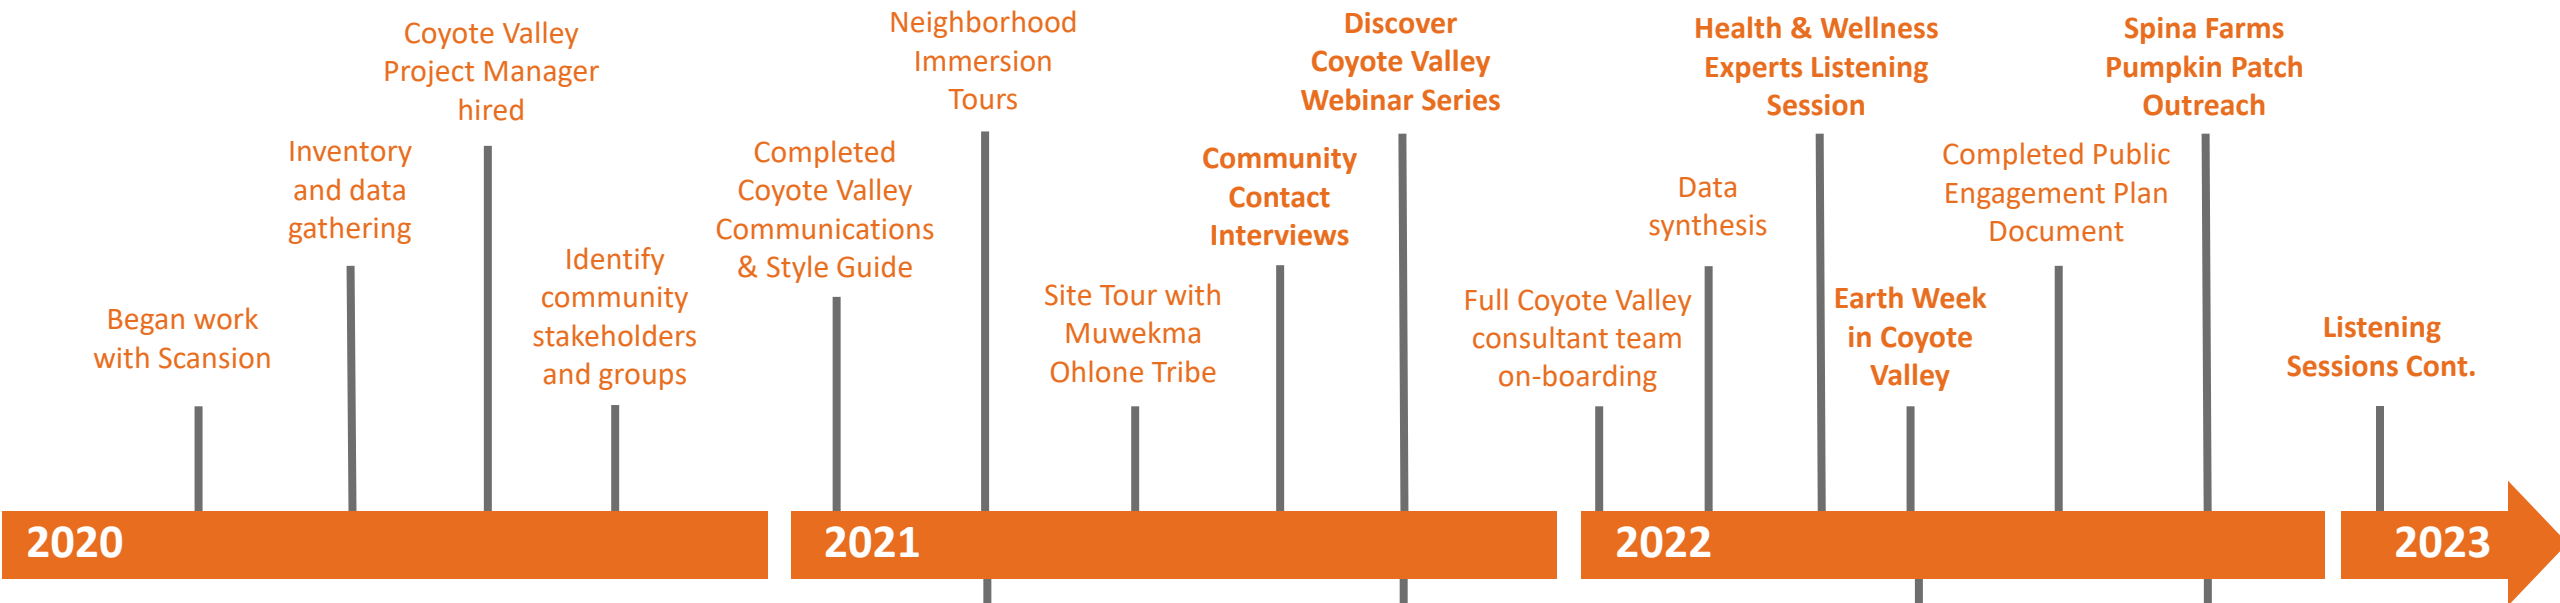 Began work
with Scansion
Inventory
and data
gathering
Coyote Valley
Project Manager
hired
Identify
community
stakeholders
and groups
Completed
Coyote Valley
Communications
& Style Guide
Neighborhood
Immersion
Tours
Site Tour with
Muwekma
Ohlone Tribe
Community
Contact
Interviews
Discover
Coyote Valley
Webinar Series
Full Coyote Valley
consultant team
on-boarding
Data
synthesis
Health & Wellness
Experts Listening
Session
Earth Week
in Coyote
Valley
Completed Public
Engagement Plan
Document
Spina Farms
Pumpkin Patch
Outreach
Listening
Sessions Cont.
2020
2021
2022
2023